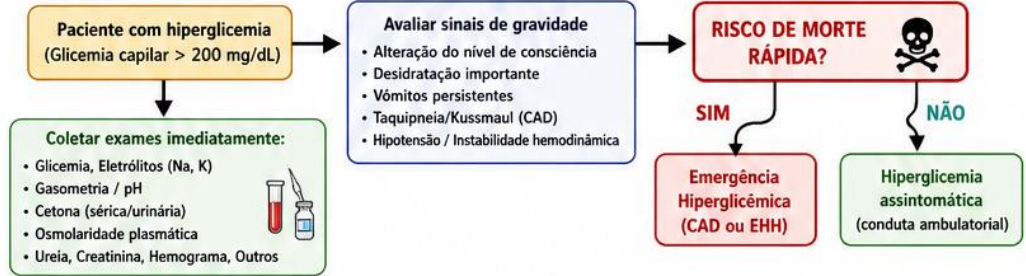 Paciente com hiperglicemia
(Glicemia capilar > 200 mg/dL)
Coletar exames imediatamente:
• Glicemia, Eletrólitos (Na, K)
• Gasometria / pH
• Cetona (sérica/urinária)
• Osmolaridade plasmática
• Ureia, Creatinina, Hemograma, Outros
Avaliar sinais de gravidade
• Alteração do nível de consciência
• Desidratação importante
• Vómitos persistentes
• Taquipneia/Kussmaul (CAD)
• Hipotensão / Instabilidade hemodinâmica
RISCO DE MORTE
RÁPIDA?
SIM
NÃO
Emergência
Hiperglicêmica
(CAD ou EHH)
Hiperglicemia
assintomática
(conduta ambulatorial)